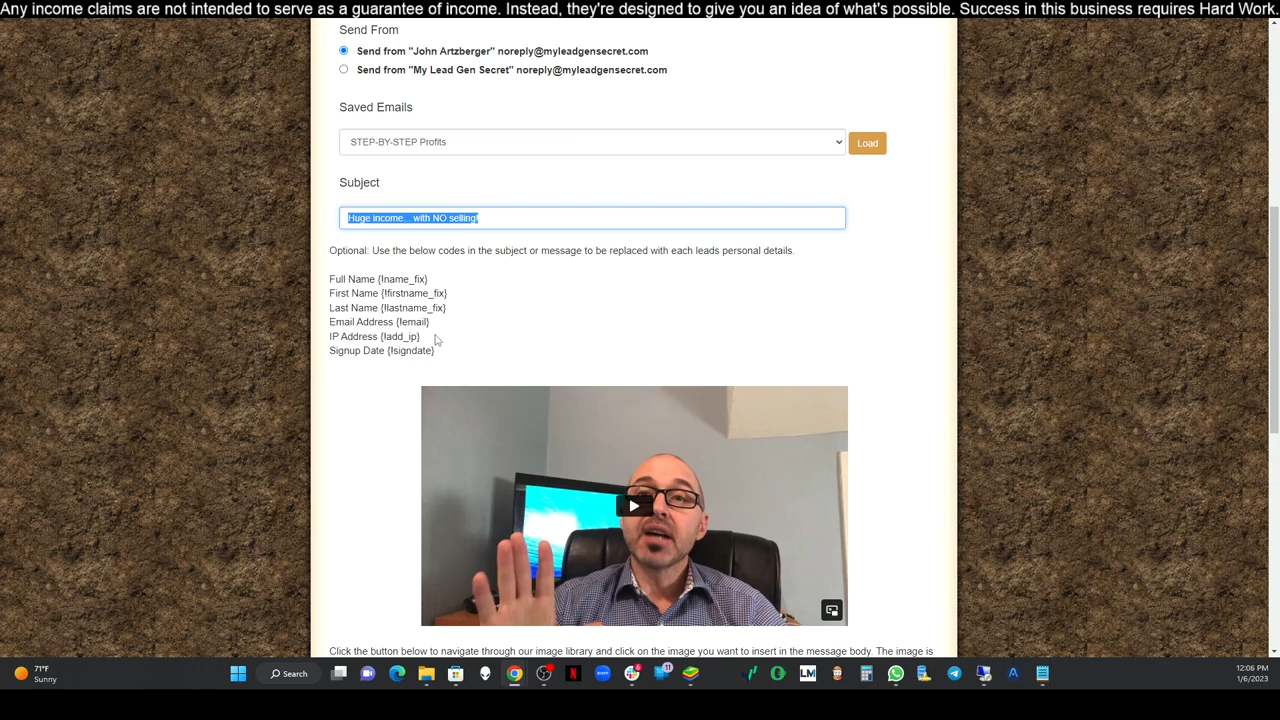 Any income claims are not intended to serve as a guarantee of income. Instead, they're designed to give you an idea of what's possible. Success in this business requires Hard Work.
Send From
Send from "John Artzberger" noreply@myleadgensecret.com
Send from "My Lead Gen Secret" noreply@myleadgensecret.com
Saved Emails
STEP-BY-STEP Profits
Load
Subject
Huge income... with NO selling!
Optional: Use the below codes in the subject or message to be replaced with each leads personal details.
Full Name {!name_fix}
First Name {!firstname_fix}
Last Name {!lastname_fix}
Email Address {!email}
IP Address {!add_ip}
Signup Date {!signdate}
Click the button below to navigate through our image library and click on the image you want to insert in the message body. The image is
71°F
Sunny
Search
zoom
6
11
LM
12:06 PM
1/6/2023